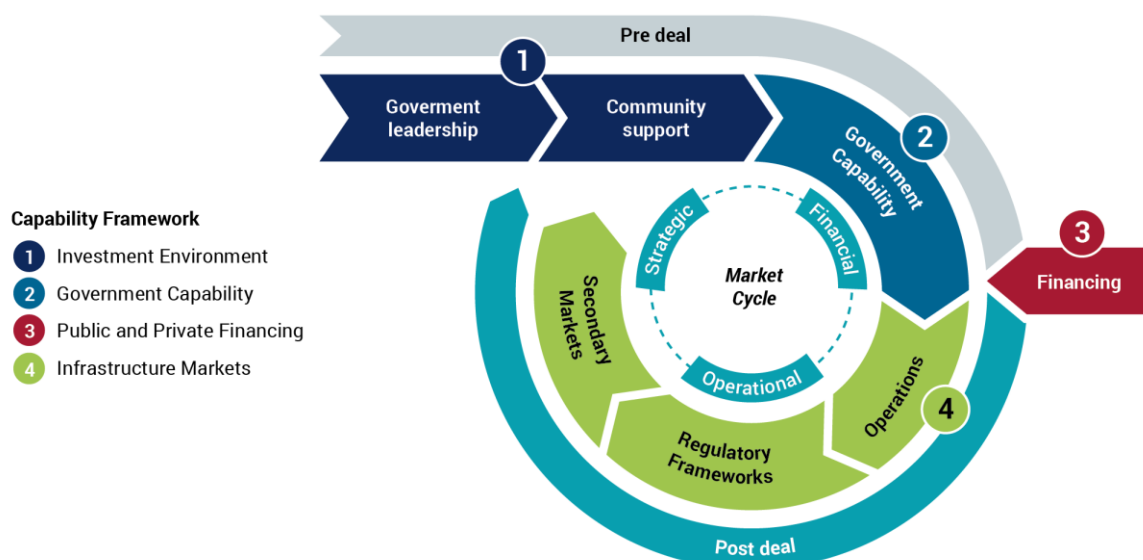 Pre deal
1
Goverment
leadership
Community
support
2
Government
Capability
3
Financing
Capability Framework
1 Investment Environment
2 Government Capability
3 Public and Private Financing
4 Infrastructure Markets
Strategic
Financial
Market
Cycle
Operational
Secondary
Markets
Operations
4
Regulatory
Frameworks
Post deal